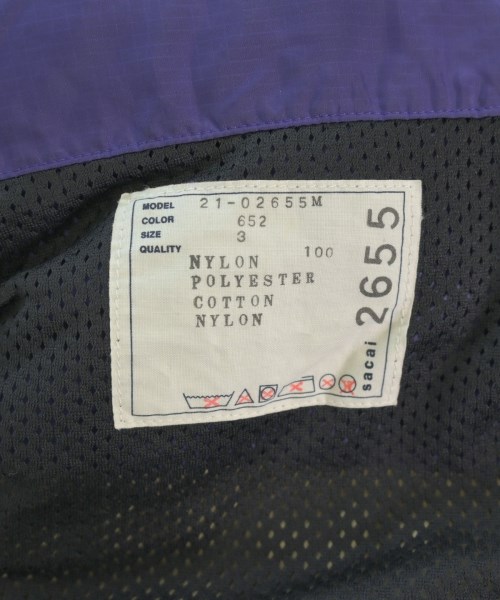 MODEL 21-02655M
COLOR 652
SIZE 3
QUALITY 100
NYLON
POLYESTER
COTTON
NYLON
sacai 2655